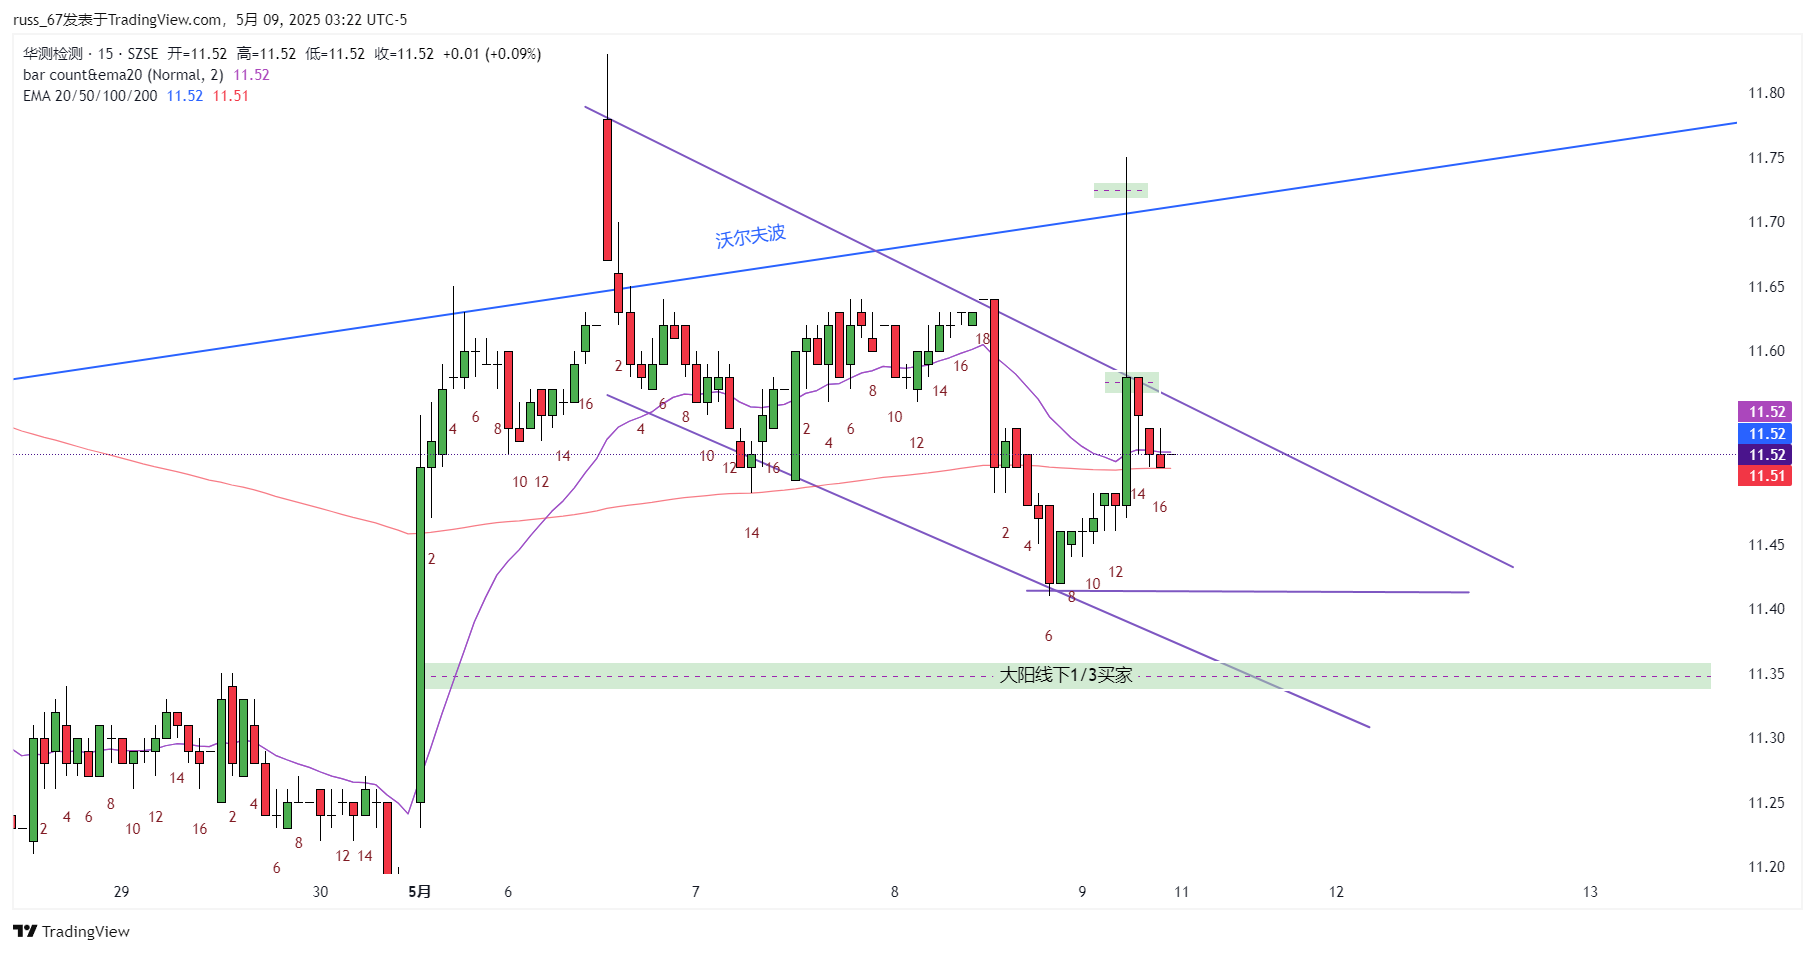 russ_67发表于TradingView.com，5月 09, 2025 03:22 UTC-5
华测检测 · 15 · SZSE 开=11.52 高=11.52 低=11.52 收=11.52 +0.01 (+0.09%)
bar count&ema20 (Normal, 2) 11.52
EMA 20/50/100/200 11.52 11.51
11.80
11.75
11.70
沃尔夫波
11.65
18
11.60
2 16
4 6 8 14
16 6 8 10
4 6 8 4 2 4 6 12
11.52
11.52
11.52
11.51
14 10 12 16
10 12 14 16
14 2 4
11.45
2 12
10
8
11.40
6
大阳线下1/3买家
11.35
11.30
14
11.25
2 4 6 8 10 12 16 2 4
6 8 12 14
11.20
29 30 5月 6 7 8 9 11 12 13
TradingView